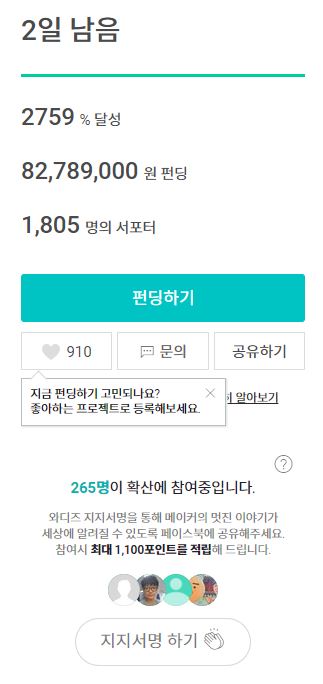 2일 남음
2759 % 달성
82,789,000 원 펀딩
1,805 명의 서포터
펀딩하기
910
문의
공유하기
지금 펀딩하기 고민되나요?
좋아하는 프로젝트로 등록해보세요.
알아보기
?
265명이 확산에 참여중입니다.
와디즈 지지서명을 통해 메이커의 멋진 이야기가
세상에 알려질 수 있도록 페이스북에 공유해주세요.
참여시 최대 1,100포인트를 적립해 드립니다.
지지서명 하기